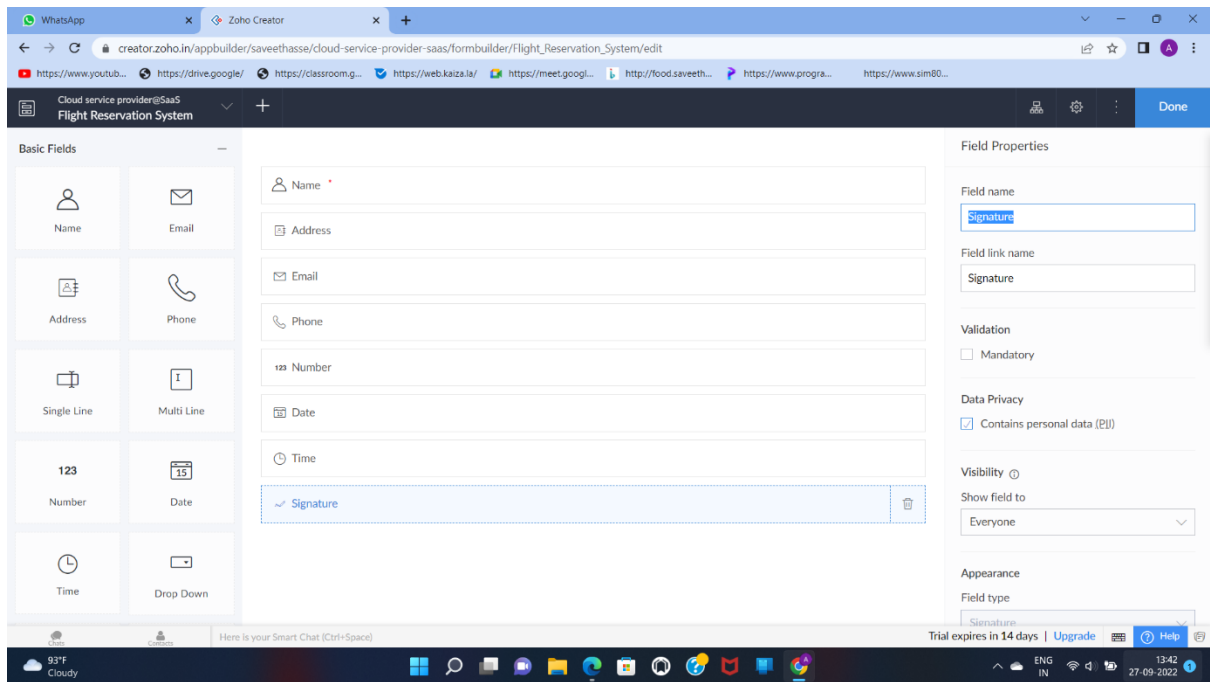 WhatsApp
Zoho Creator
creator.zoho.in/appbuilder/saveethasse/cloud-service-provider-saas/formbuilder/Flight_Reservation_System/edit
A
https://www.youtub...
https://drive.google/
https://classroom.g...
https://web.kaiza.la/
https://meet.googl...
http://food.saveeth...
https://www.progra...
https://www.sim80...
Cloud service provider@SaaS
Flight Reservation System
Done
Basic Fields
Name
Email
Address
Phone
Single Line
Multi Line
123
Number
15
Date
Time
Drop Down
Name *
Address
Email
Phone
123 Number
Date
Time
Signature
Field Properties
Field name
Signature
Field link name
Signature
Validation
Mandatory
Data Privacy
Contains personal data (PII)
Visibility
Show field to
Everyone
Appearance
Field type
Signature
Chats
Contacts
Here is your Smart Chat (Ctrl+Space)
Trial expires in 14 days | Upgrade
Help
93°F
Cloudy
ENG
IN
13:42
27-09-2022
1